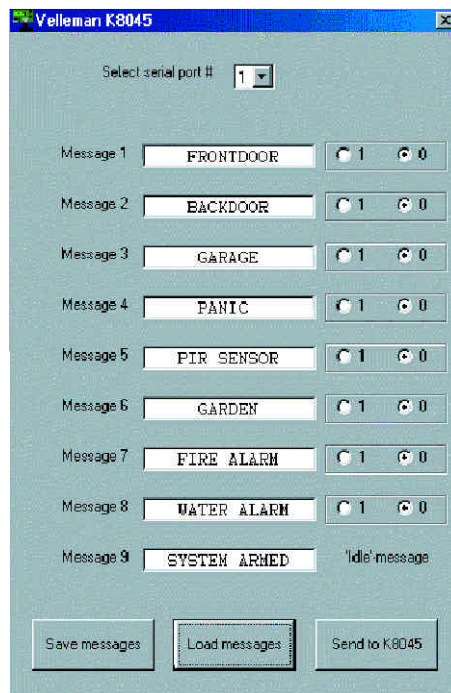 Velleman K8045
Select serial port # 1
Message 1 FRONTDOOR 1 0
Message 2 BACKDOOR 1 0
Message 3 GARAGE 1 0
Message 4 PANIC 1 0
Message 5 PIR SENSOR 1 0
Message 6 GARDEN 1 0
Message 7 FIRE ALARM 1 0
Message 8 WATER ALARM 1 0
Message 9 SYSTEM ARMED 'Idle'-message
Save messages Load messages Send to K8045